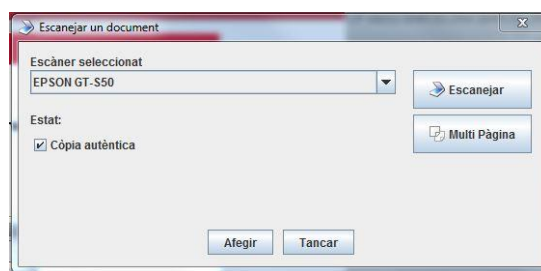 Escanejar un document
Escàner seleccionat
EPSON GT-S50
Escanejar
Estat:
Multi Pàgina
Còpia autèntica
Afegir Tancar